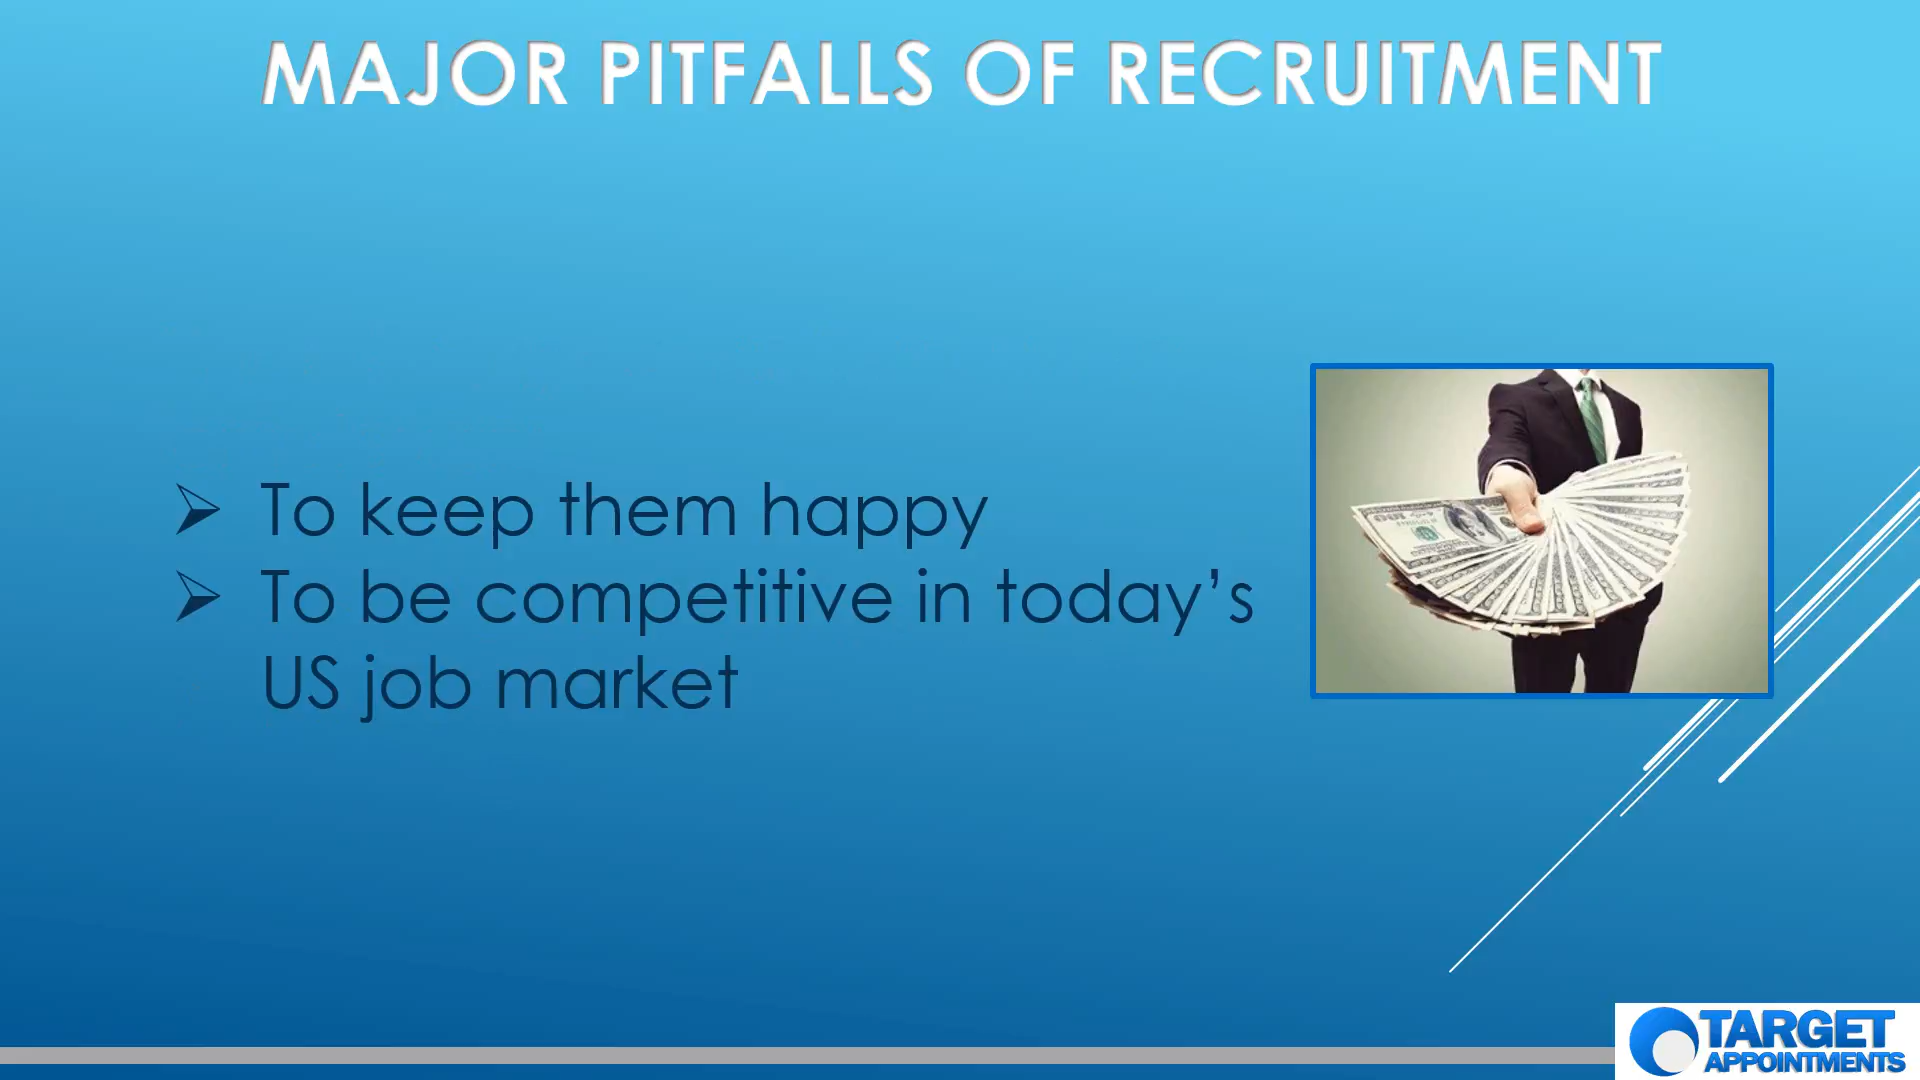 MAJOR PITFALLS OF RECRUITMENT
To keep them happy
To be competitive in today's
US job market
TARGET
APPOINTMENTS